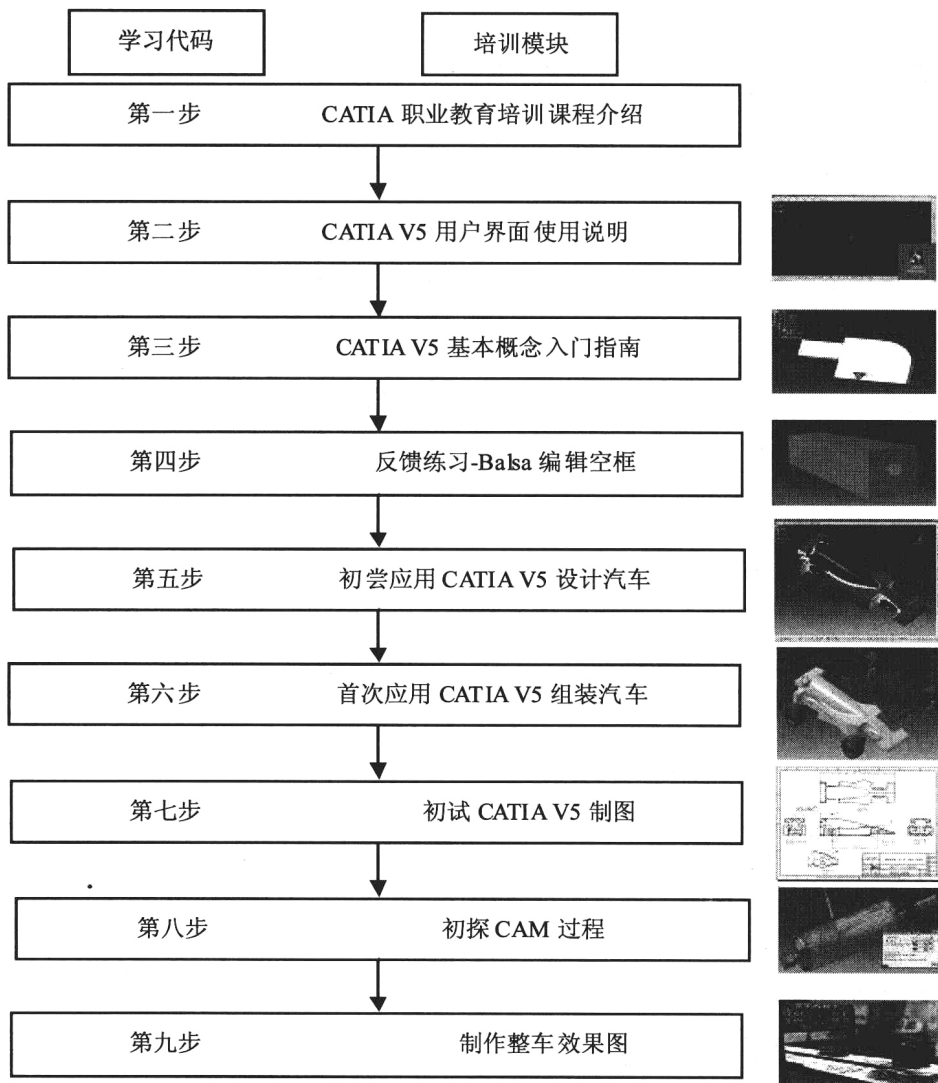 学习代码 培训模块
第一步 CATIA 职业教育培训课程介绍
第二步 CATIA V5 用户界面使用说明
第三步 CATIA V5 基本概念入门指南
第四步 反馈练习-Balsa 编辑空框
第五步 初尝应用 CATIA V5 设计汽车
第六步 首次应用 CATIA V5 组装汽车
第七步 初试 CATIA V5 制图
第八步 初探 CAM 过程
第九步 制作整车效果图